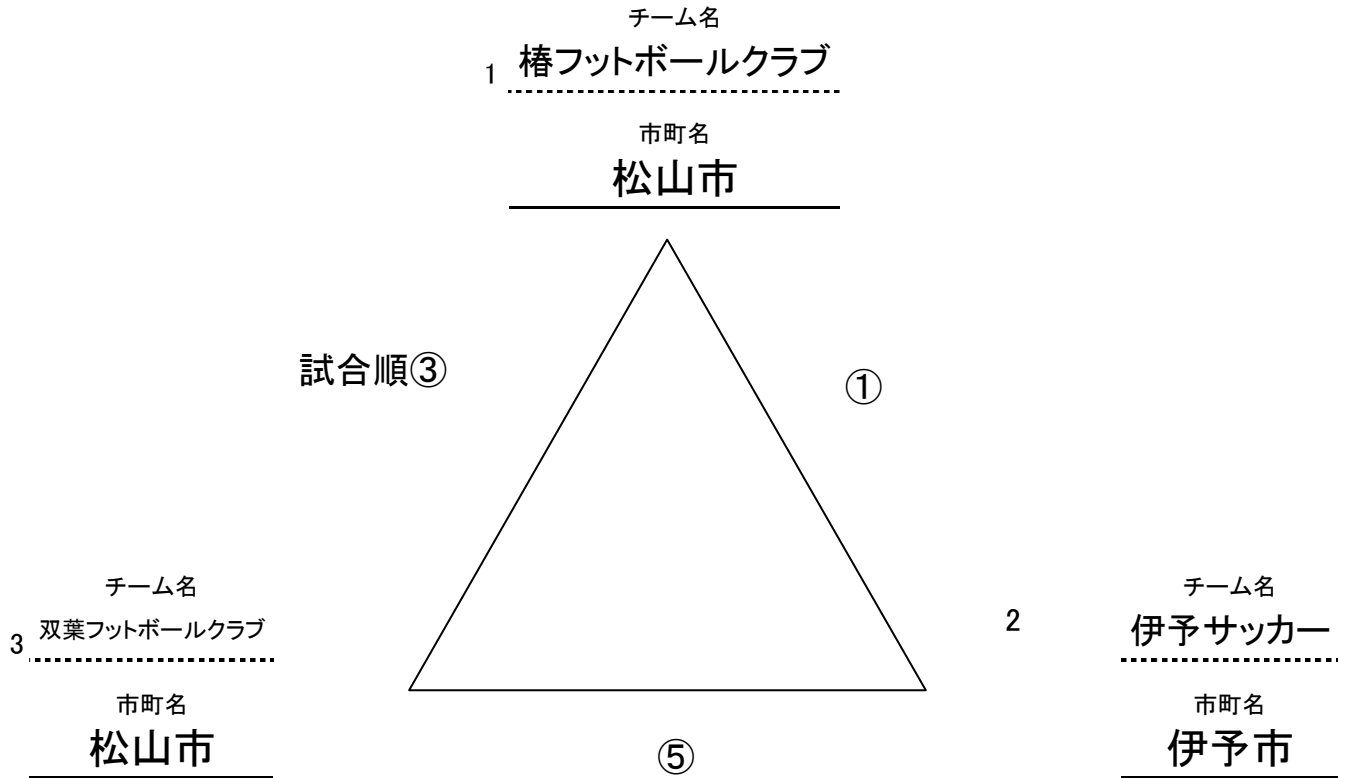 チーム名
1 椿フットボールクラブ
市町名
松山市
試合順③
①
チーム名
3 双葉フットボールクラブ
市町名
松山市
2
チーム名
伊予サッカー
市町名
伊予市
⑤